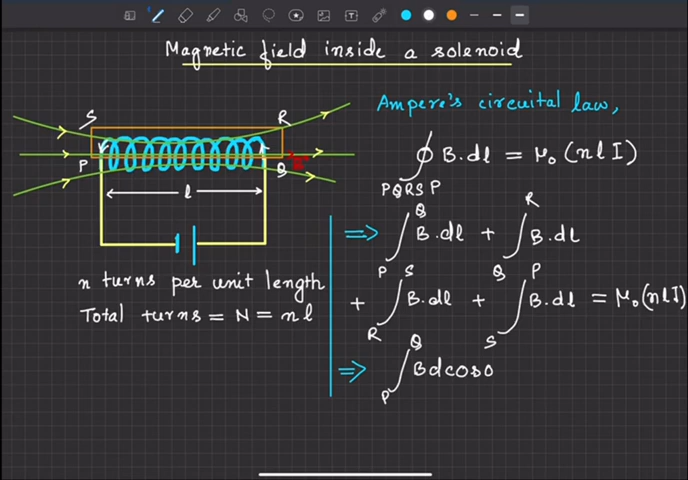 Magnetic field inside a solenoid
S R
P Q
l
n turns per unit length
Total turns = N = nl
Ampere's circuital law,
∮PQRSP B.dl = μ₀ (nlI)
⇒ ∫P^Q B.dl + ∫Q^R B.dl
+ ∫R^S B.dl + ∫S^P B.dl = μ₀(nlI)
⇒ ∫P^Q Bdcos0